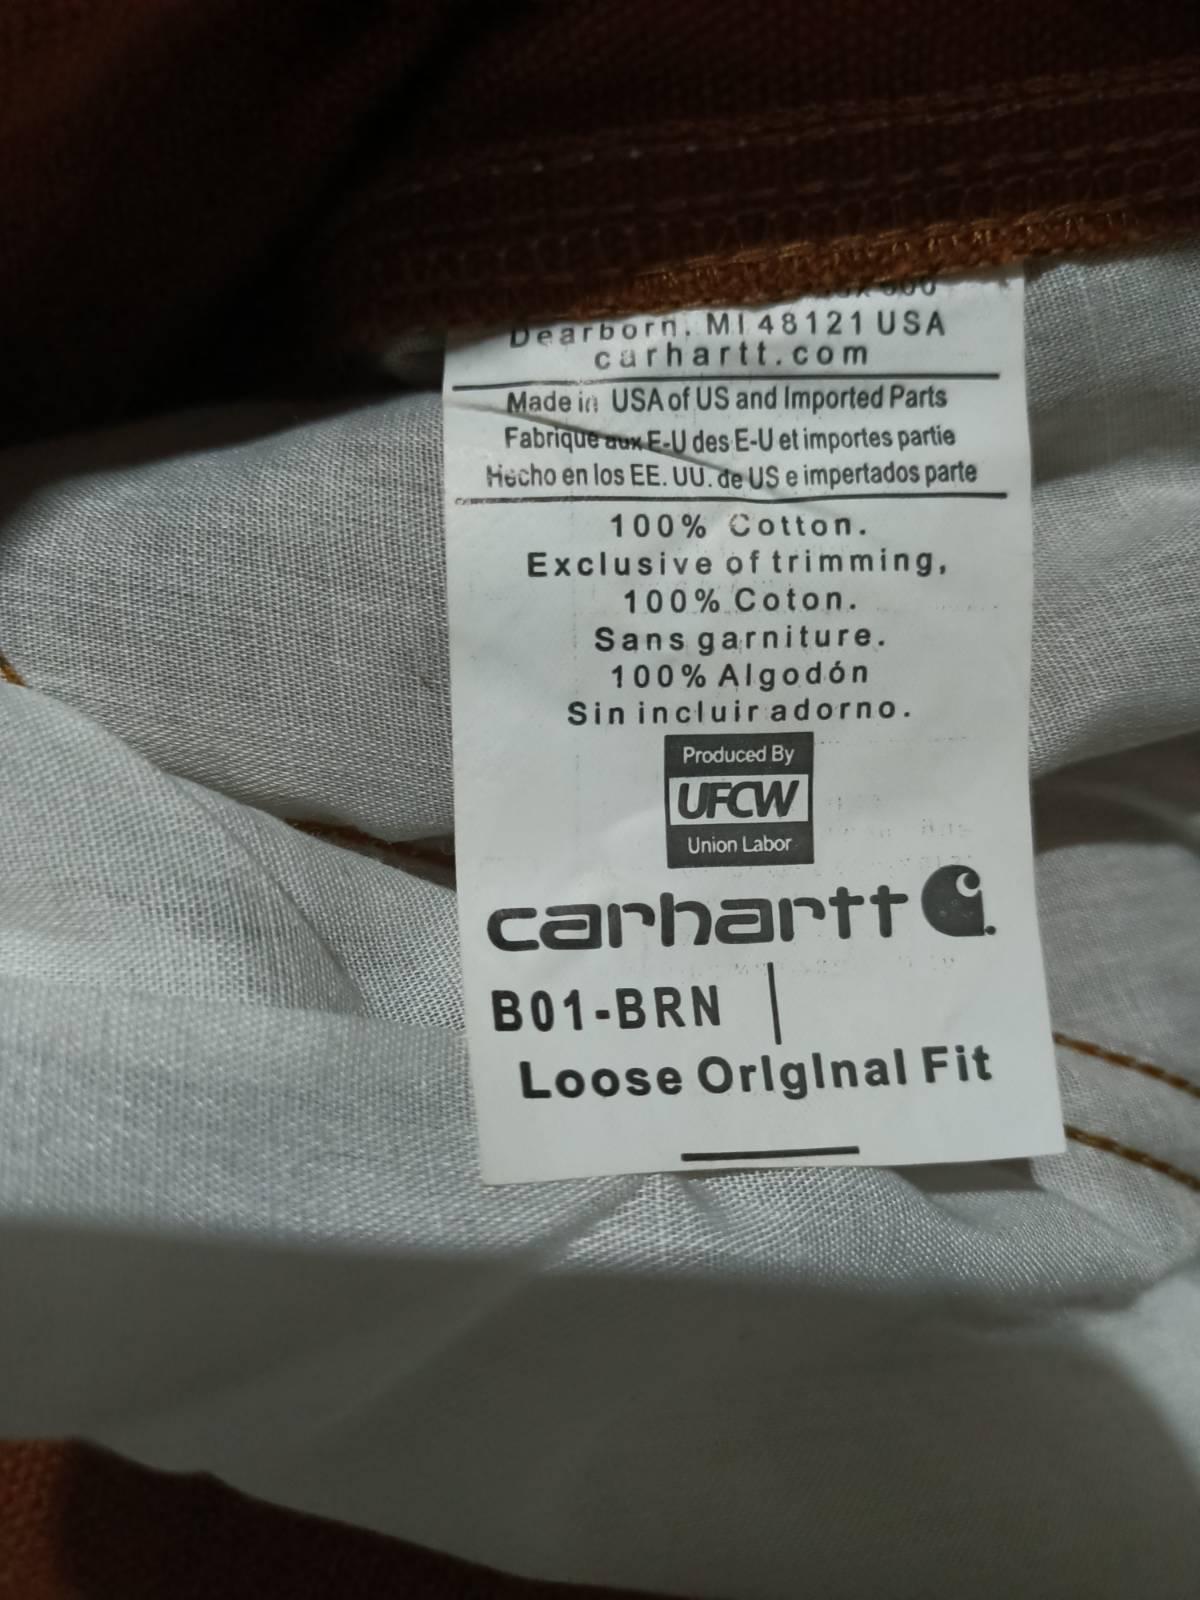 Dearborn, MI 48121 USA
carhartt.com
Made in USA of US and Imported Parts
Fabrique aux E-U des E-U et importes partie
Hecho en los EE. UU. de US e impertados parte
100% Cotton.
Exclusive of trimming,
100% Coton.
Sans garniture.
100% Algodón
Sin incluir adorno.
Produced By
UFCW
Union Labor
carhartt
B01-BRN |
Loose OrIgInal Fit